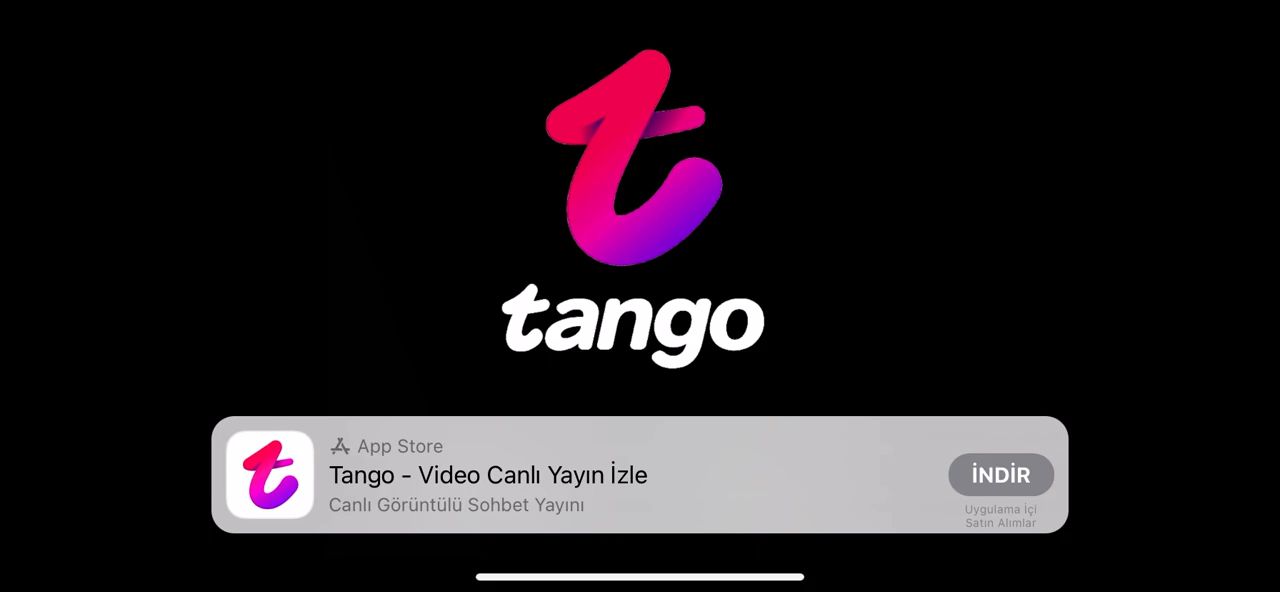 tango
App Store
Tango - Video Canlı Yayın İzle
Canlı Görüntülü Sohbet Yayını
İNDİR
Uygulama İçi
Satın Alımlar